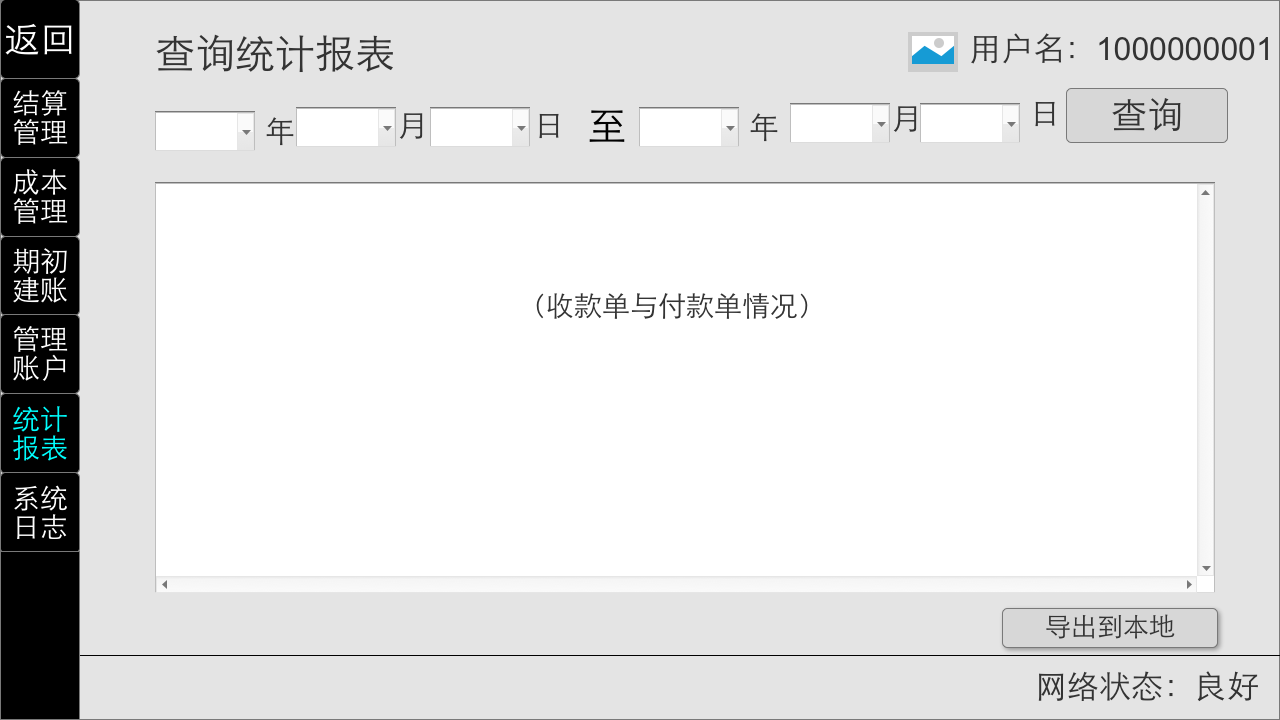 返回
结算
管理
成本
管理
期初
建账
管理
账户
统计
报表
系统
日志
查询统计报表
用户名：1000000001
年 月 日 至 年 月 日 查询
（收款单与付款单情况）
导出到本地
网络状态：良好